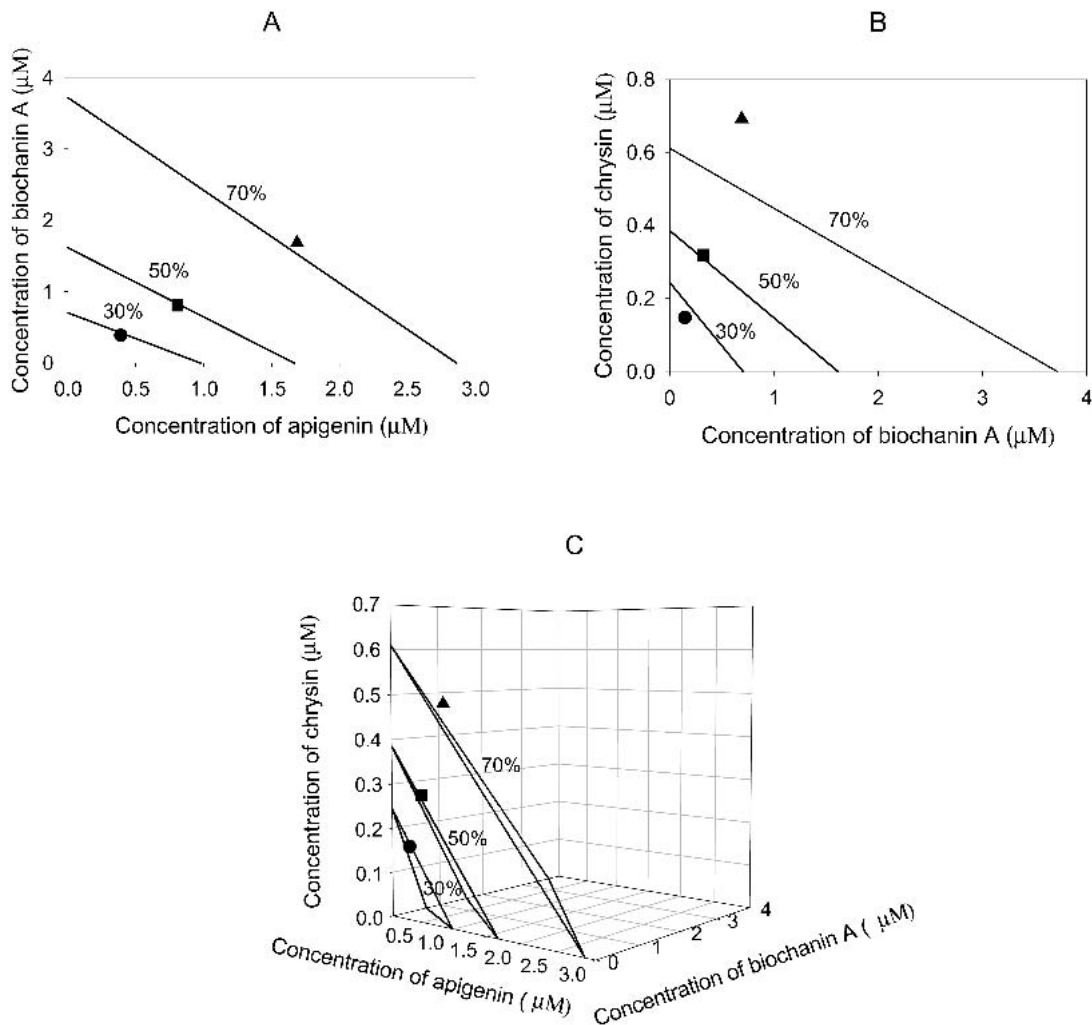 A
Concentration of biochanin A (µM)
4
3
2
1
0
70%
50%
30%
0.0 0.5 1.0 1.5 2.0 2.5 3.0
Concentration of apigenin (µM)
B
Concentration of chrysin (µM)
0.8
0.6
0.4
0.2
0.0
70%
50%
30%
0 1 2 3 4
Concentration of biochanin A (µM)
C
Concentration of chrysin (µM)
0.7
0.6
0.5
0.4
0.3
0.2
0.1
0.0
70%
50%
30%
0.5 1.0 1.5 2.0 2.5 3.0
Concentration of apigenin ( µM)
0 1 2 3 4
Concentration of biochanin A ( µM)